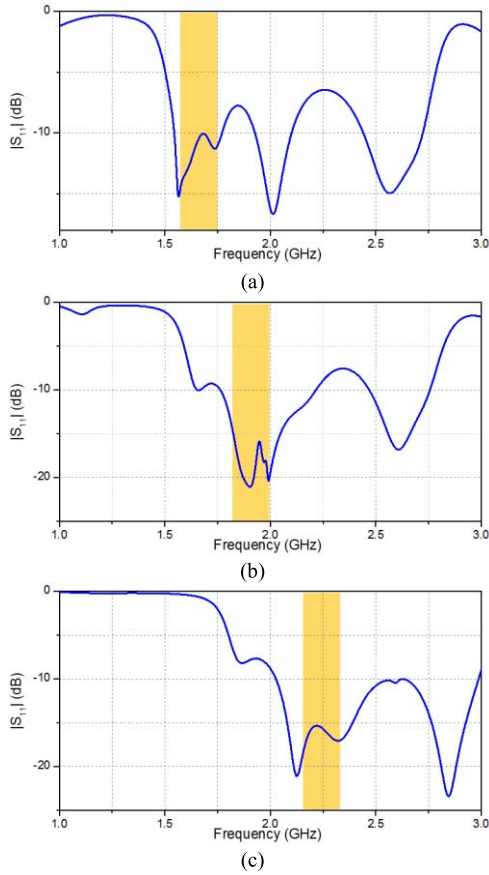 0
-10
|S₁₁| (dB)
1.0 1.5 2.0 2.5 3.0
Frequency (GHz)
(a)
0
-10
-20
|S₁₁| (dB)
1.0 1.5 2.0 2.5 3.0
Frequency (GHz)
(b)
0
-10
-20
|S₁₁| (dB)
1.0 1.5 2.0 2.5 3.0
Frequency (GHz)
(c)